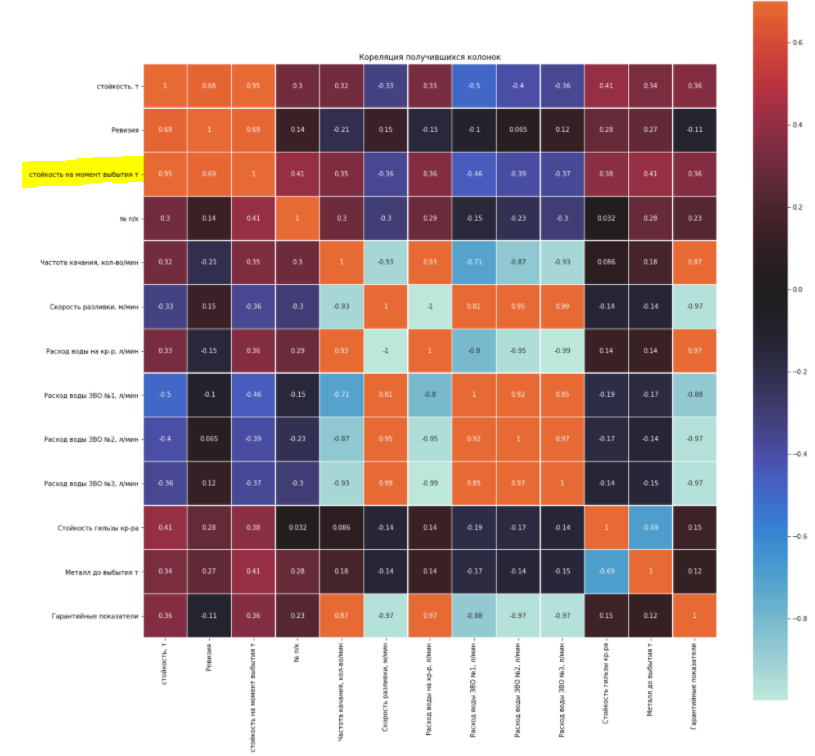 Кореляция получившихся колонок
стойкость, т 1 0.68 0.95 0.3 0.32 -0.33 0.33 -0.5 -0.4 -0.36 0.41 0.34 0.36
Ревизия 0.68 1 0.69 0.14 -0.21 0.15 -0.15 -0.1 0.065 0.12 0.28 0.27 -0.11
стойкость на момент выбытия т 0.95 0.69 1 0.41 0.35 -0.36 0.36 -0.46 -0.39 -0.37 0.38 0.41 0.36
№ п/к 0.3 0.14 0.41 1 0.3 -0.3 0.29 -0.15 -0.23 -0.3 0.032 0.28 0.23
Частота качания, кол-во/мин 0.32 -0.21 0.35 0.3 1 -0.93 0.93 -0.71 -0.87 -0.93 0.086 0.18 0.87
Скорость разливки, м/мин -0.33 0.15 -0.36 -0.3 -0.93 1 -1 0.81 0.95 0.99 -0.14 -0.14 -0.97
Расход воды на кр-р, л/мин 0.33 -0.15 0.36 0.29 0.93 -1 1 -0.8 -0.95 -0.99 0.14 0.14 0.97
Расход воды ЗВО №1, л/мин -0.5 -0.1 -0.46 -0.15 -0.71 0.81 -0.8 1 0.92 0.85 -0.19 -0.17 -0.88
Расход воды ЗВО №2, л/мин -0.4 0.065 -0.39 -0.23 -0.87 0.95 -0.95 0.92 1 0.97 -0.17 -0.14 -0.97
Расход воды ЗВО №3, л/мин -0.36 0.12 -0.37 -0.3 -0.93 0.99 -0.99 0.85 0.97 1 -0.14 -0.15 -0.97
Стойкость гильзы кр-ра 0.41 0.28 0.38 0.032 0.086 -0.14 0.14 -0.19 -0.17 -0.14 1 -0.69 0.15
Металл до выбытия т 0.34 0.27 0.41 0.28 0.18 -0.14 0.14 -0.17 -0.14 -0.15 -0.69 1 0.12
Гарантийные показатели 0.36 -0.11 0.36 0.23 0.87 -0.97 0.97 -0.88 -0.97 -0.97 0.15 0.12 1
стойкость, т
Ревизия
стойкость на момент выбытия т
№ п/к
Частота качания, кол-во/мин
Скорость разливки, м/мин
Расход воды на кр-р, л/мин
Расход воды ЗВО №1, л/мин
Расход воды ЗВО №2, л/мин
Расход воды ЗВО №3, л/мин
Стойкость гильзы кр-ра
Металл до выбытия т
Гарантийные показатели
0.6
0.4
0.2
0.0
-0.2
-0.4
-0.6
-0.8